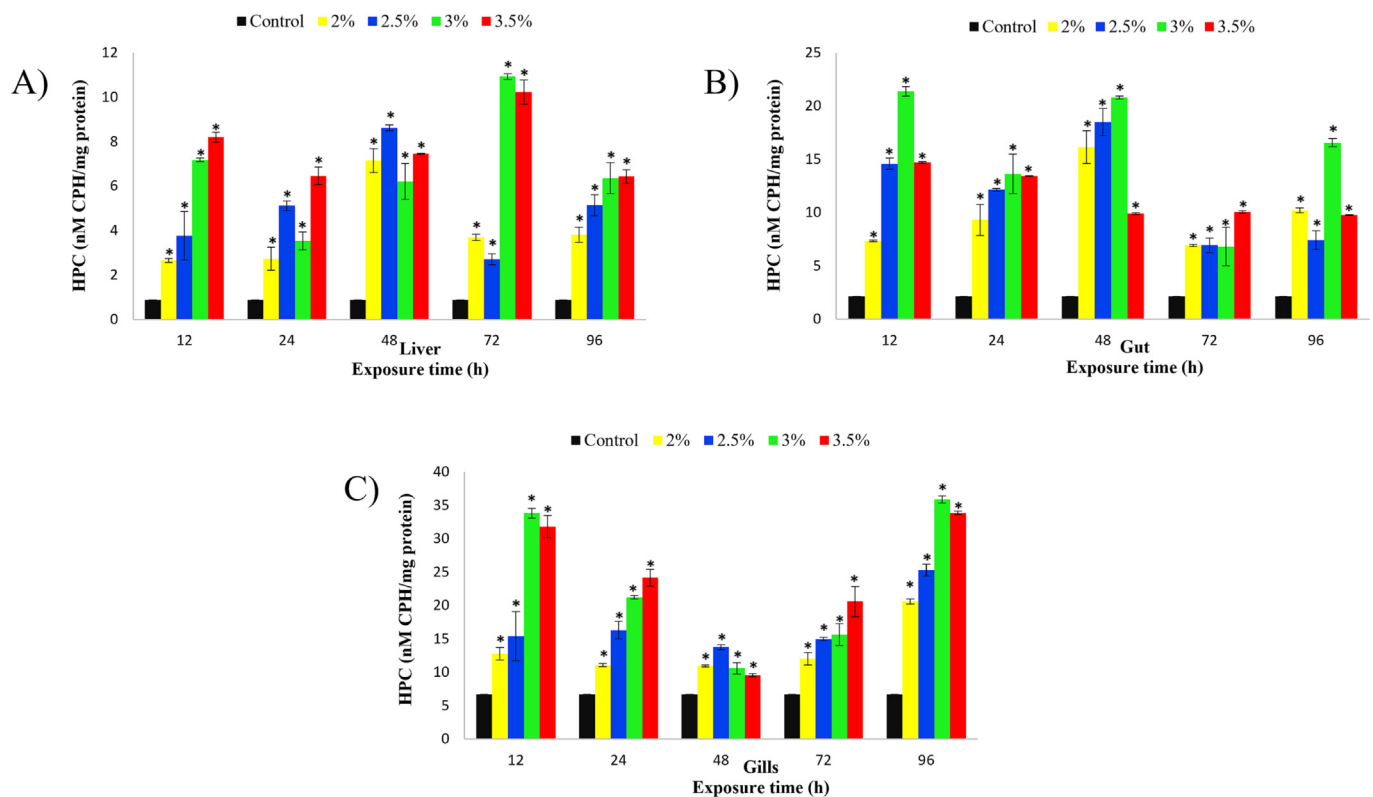 Control 2% 2.5% 3% 3.5%
A)
HPC (nM CPH/mg protein)
12
10
8
6
4
2
0
* * * * * * * * * * * * * * * * * * * *
12 24 48 72 96
Liver
Exposure time (h)
Control 2% 2.5% 3% 3.5%
B)
HPC (nM CPH/mg protein)
25
20
15
10
5
0
* * * * * * * * * * * * * * * * * * * *
12 24 48 72 96
Gut
Exposure time (h)
Control 2% 2.5% 3% 3.5%
C)
HPC (nM CPH/mg protein)
40
35
30
25
20
15
10
5
0
* * * * * * * * * * * * * * * * * * * *
12 24 48 72 96
Gills
Exposure time (h)